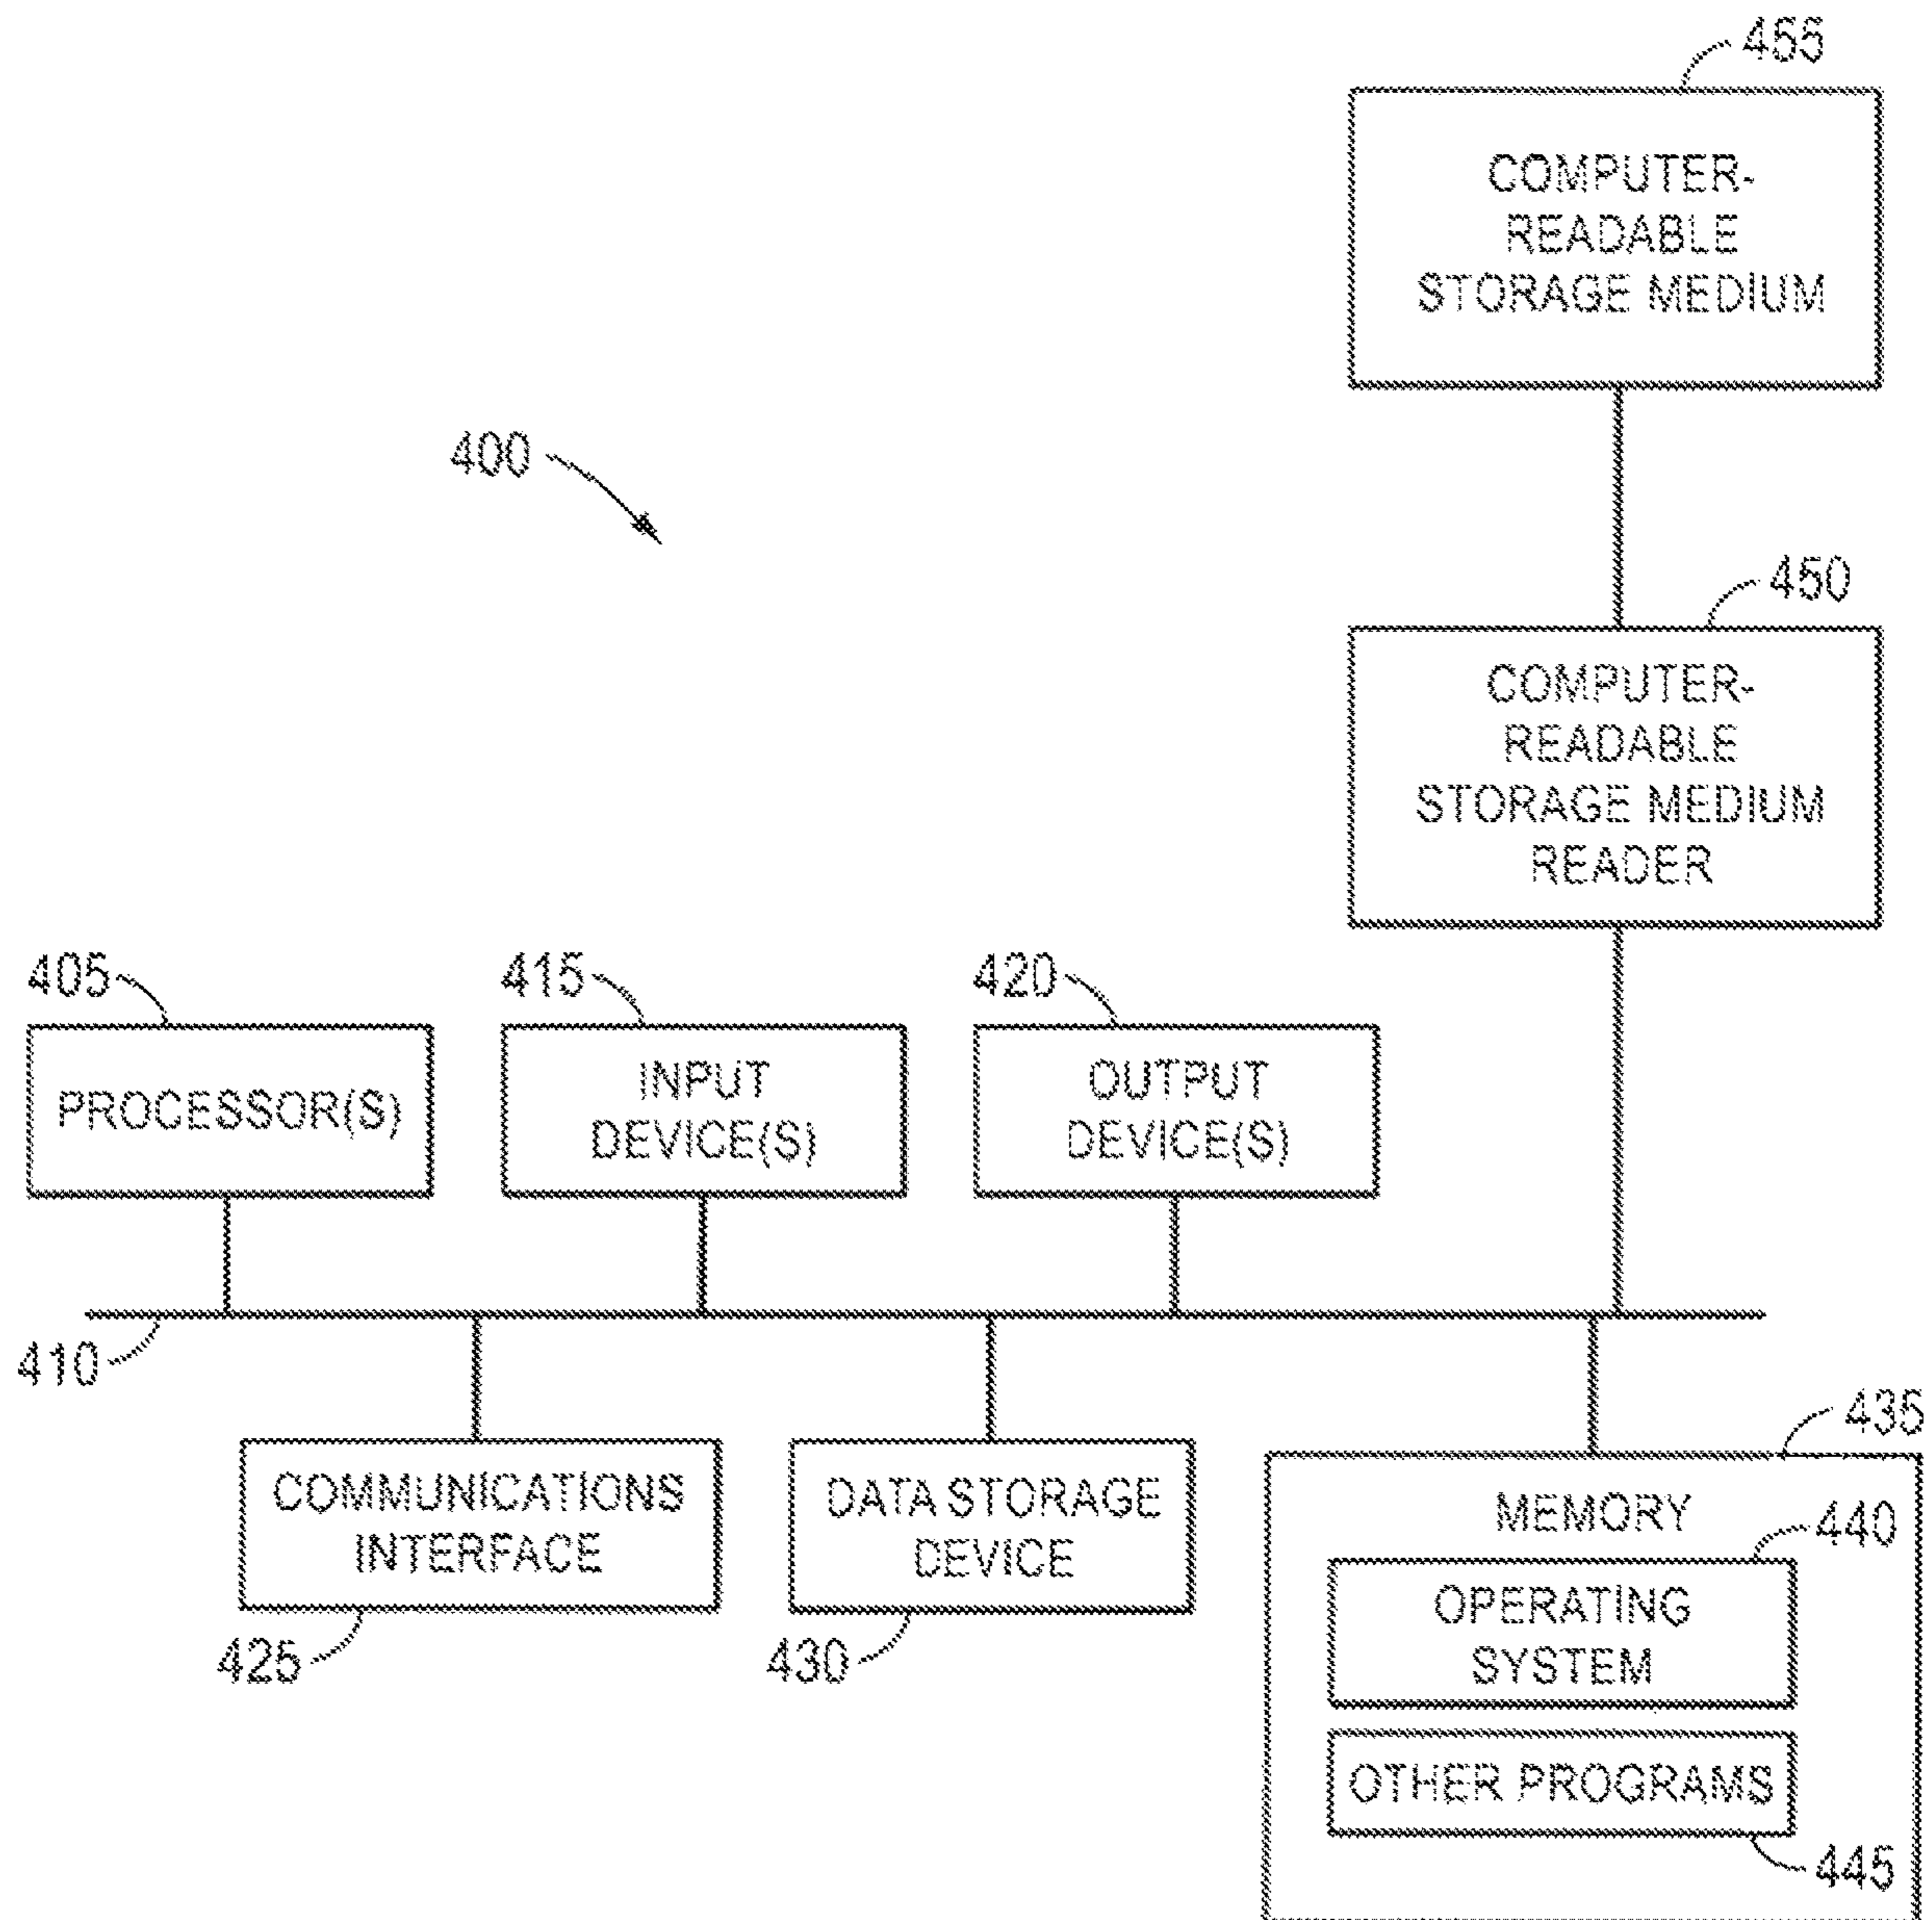 455
COMPUTER-
READABLE
STORAGE MEDIUM
400
450
COMPUTER-
READABLE
STORAGE MEDIUM
READER
405
PROCESSOR(S)
415
INPUT
DEVICE(S)
420
OUTPUT
DEVICE(S)
410
COMMUNICATIONS
INTERFACE
425
DATA STORAGE
DEVICE
430
435
MEMORY
440
OPERATING
SYSTEM
OTHER PROGRAMS
445